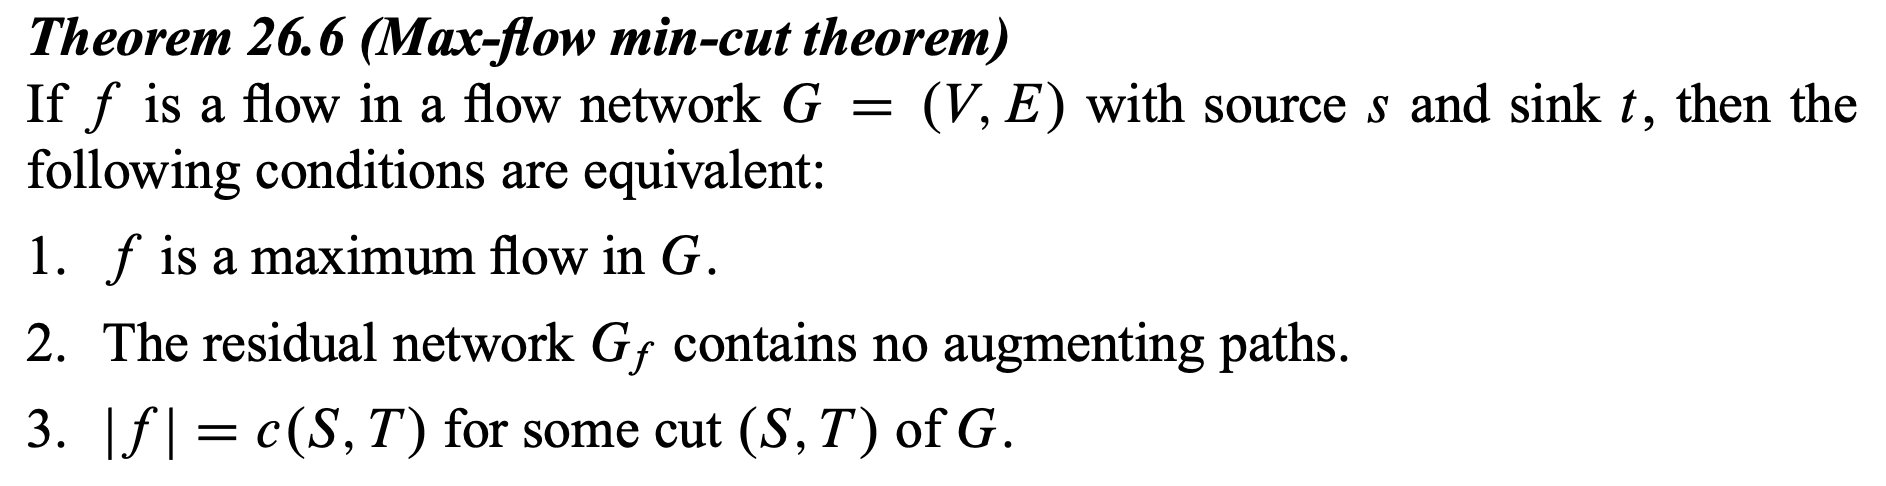 Theorem 26.6 (Max-flow min-cut theorem)
If f is a flow in a flow network G = (V, E) with source s and sink t, then the
following conditions are equivalent:
1. f is a maximum flow in G.
2. The residual network G_f contains no augmenting paths.
3. |f| = c(S, T) for some cut (S, T) of G.